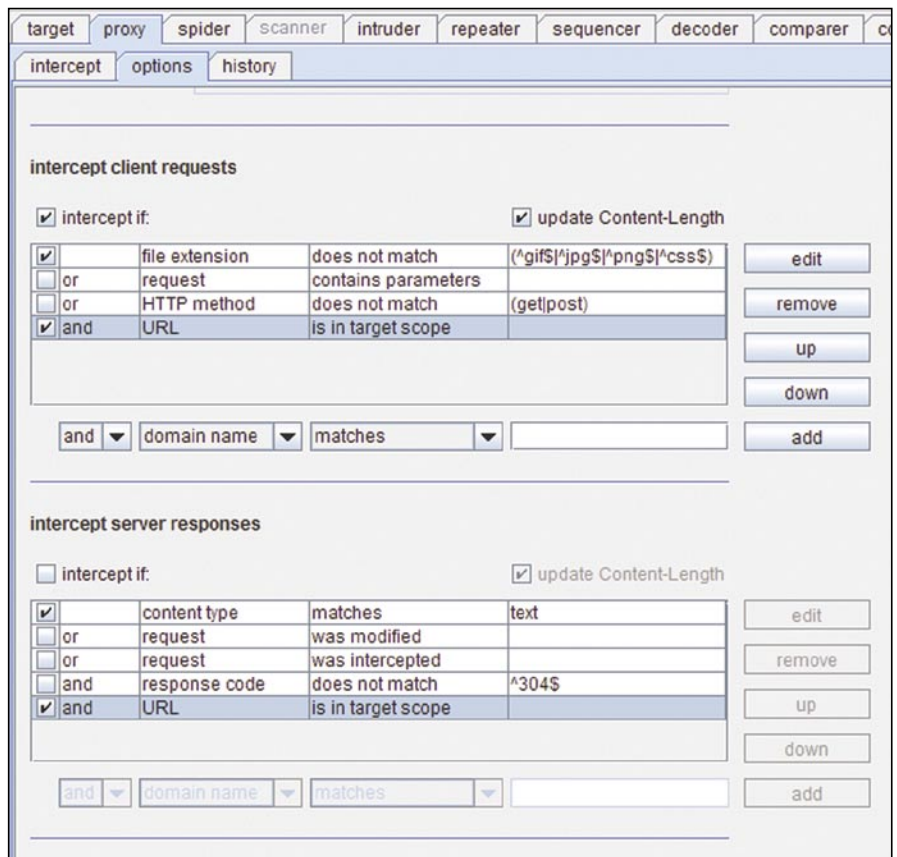 target proxy spider scanner intruder repeater sequencer decoder comparer
intercept options history
intercept client requests
intercept if: update Content-Length
file extension does not match (^gif$|^jpg$|^png$|^css$) edit
or request contains parameters
or HTTP method does not match (get|post) remove
and URL is in target scope
up
down
and domain name matches add
intercept server responses
intercept if: update Content-Length
content type matches text edit
or request was modified
or request was intercepted remove
and response code does not match ^304$
and URL is in target scope up
down
and domain name matches add